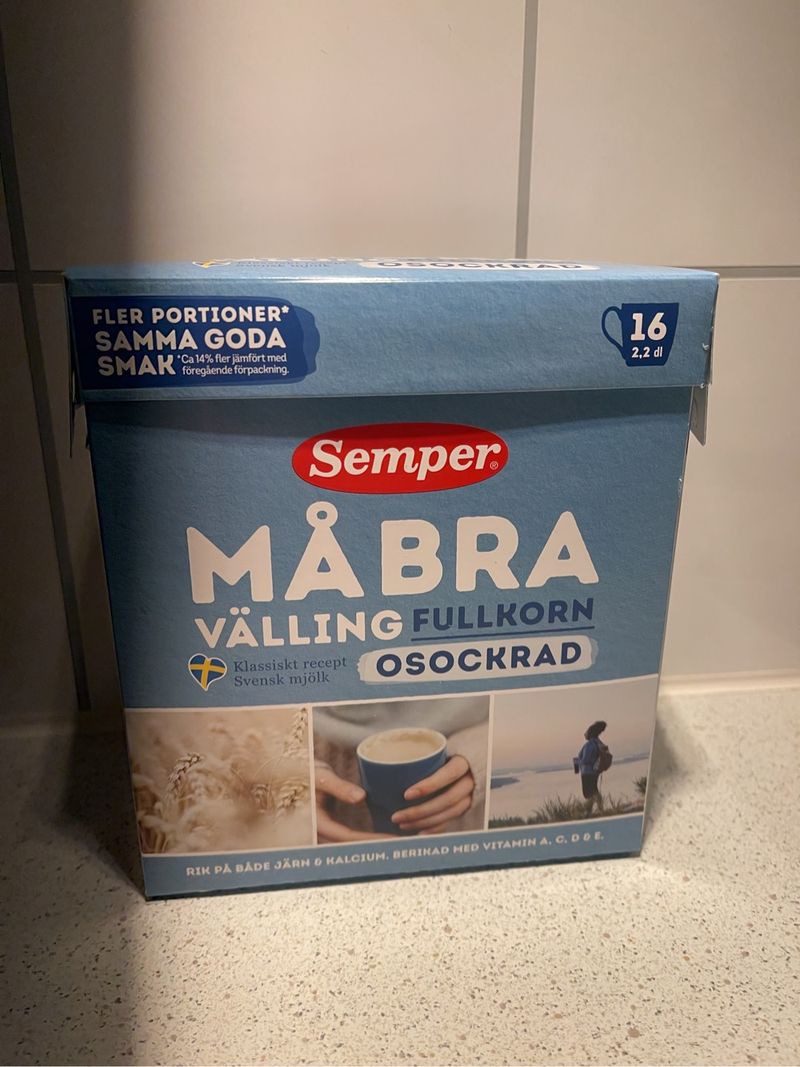 OSOCKRAD
FLER PORTIONER*
SAMMA GODA
SMAK *Ca 14% fler jämfört med
föregående förpackning.
16
2,2 dl
Semper®
MÅBRA
VÄLLING FULLKORN
Klassiskt recept
Svensk mjölk
OSOCKRAD
RIK PÅ BÅDE JÄRN & KALCIUM. BERIKAD MED VITAMIN A, C, D & E.